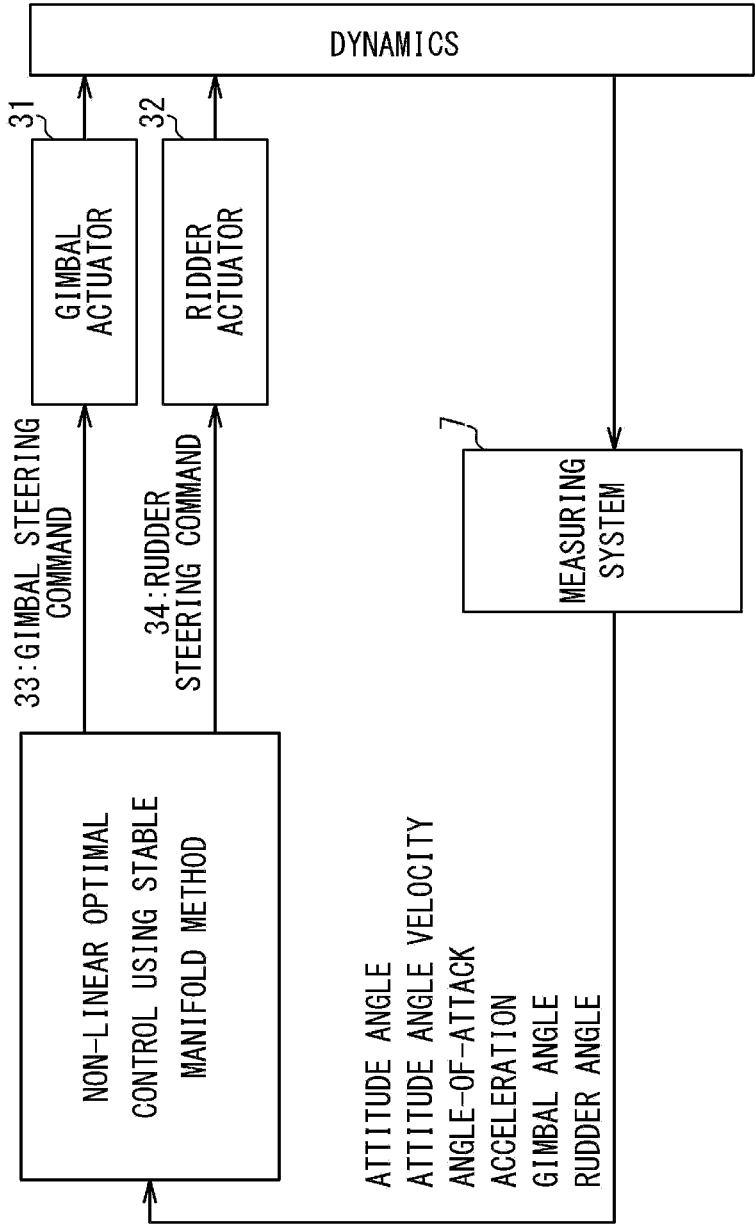 NON-LINEAR OPTIMAL
CONTROL USING STABLE
MANIFOLD METHOD
33:GIMBAL STEERING
COMMAND
34:RUDDER
STEERING COMMAND
31
GIMBAL
ACTUATOR
32
RIDDER
ACTUATOR
DYNAMICS
7
MEASURING
SYSTEM
ATTITUDE ANGLE
ATTITUDE ANGLE VELOCITY
ANGLE-OF-ATTACK
ACCELERATION
GIMBAL ANGLE
RUDDER ANGLE